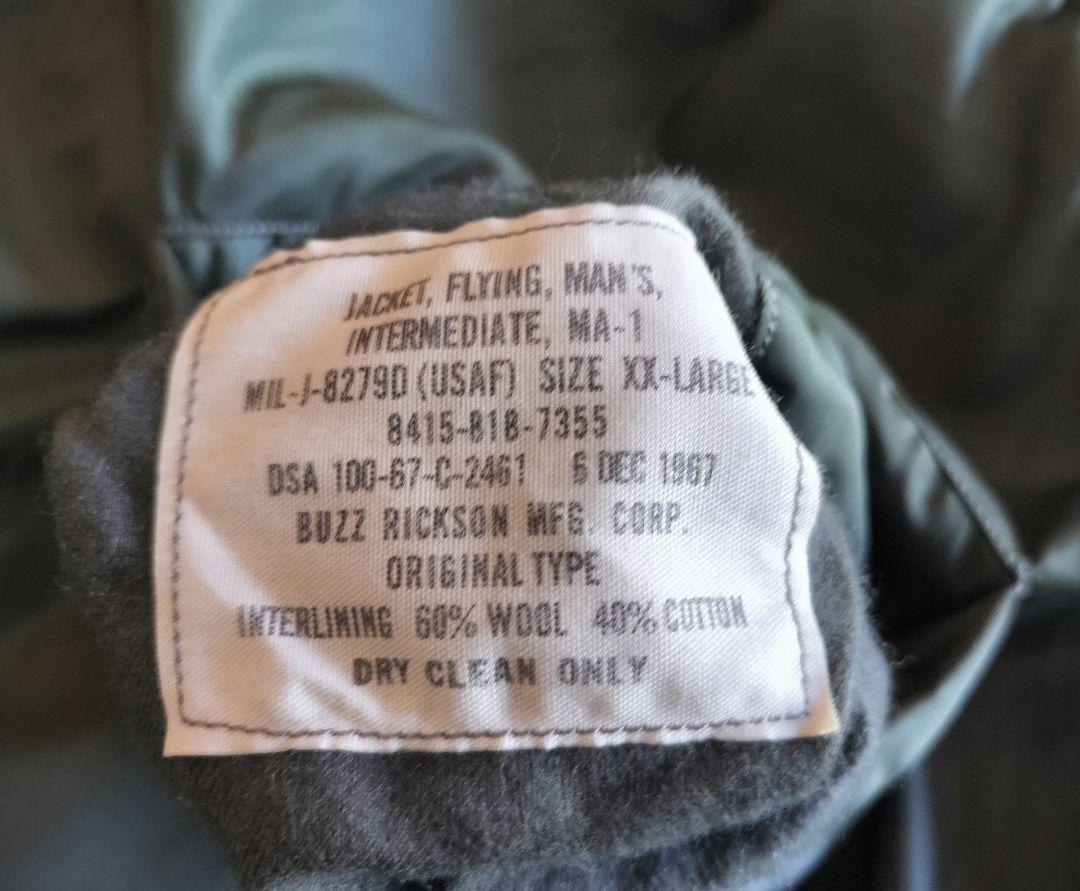 JACKET, FLYING, MAN'S,
INTERMEDIATE, MA-1
MIL-J-8279D (USAF) SIZE XX-LARGE
8415-818-7355
DSA 100-67-C-2461 6 DEC 1967
BUZZ RICKSON MFG. CORP.
ORIGINAL TYPE
INTERLINING 60% WOOL 40% COTTON
DRY CLEAN ONLY